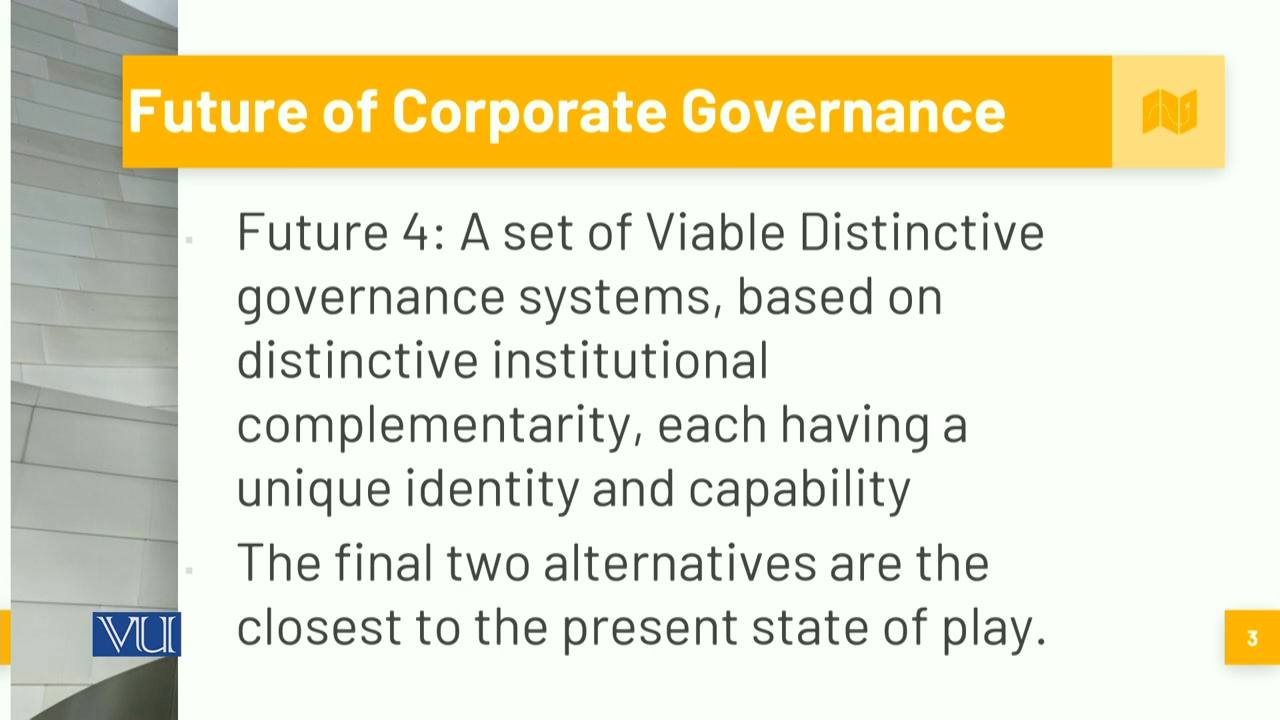 Future of Corporate Governance
Future 4: A set of Viable Distinctive
governance systems, based on
distinctive institutional
complementarity, each having a
unique identity and capability
The final two alternatives are the
closest to the present state of play.
VU
3